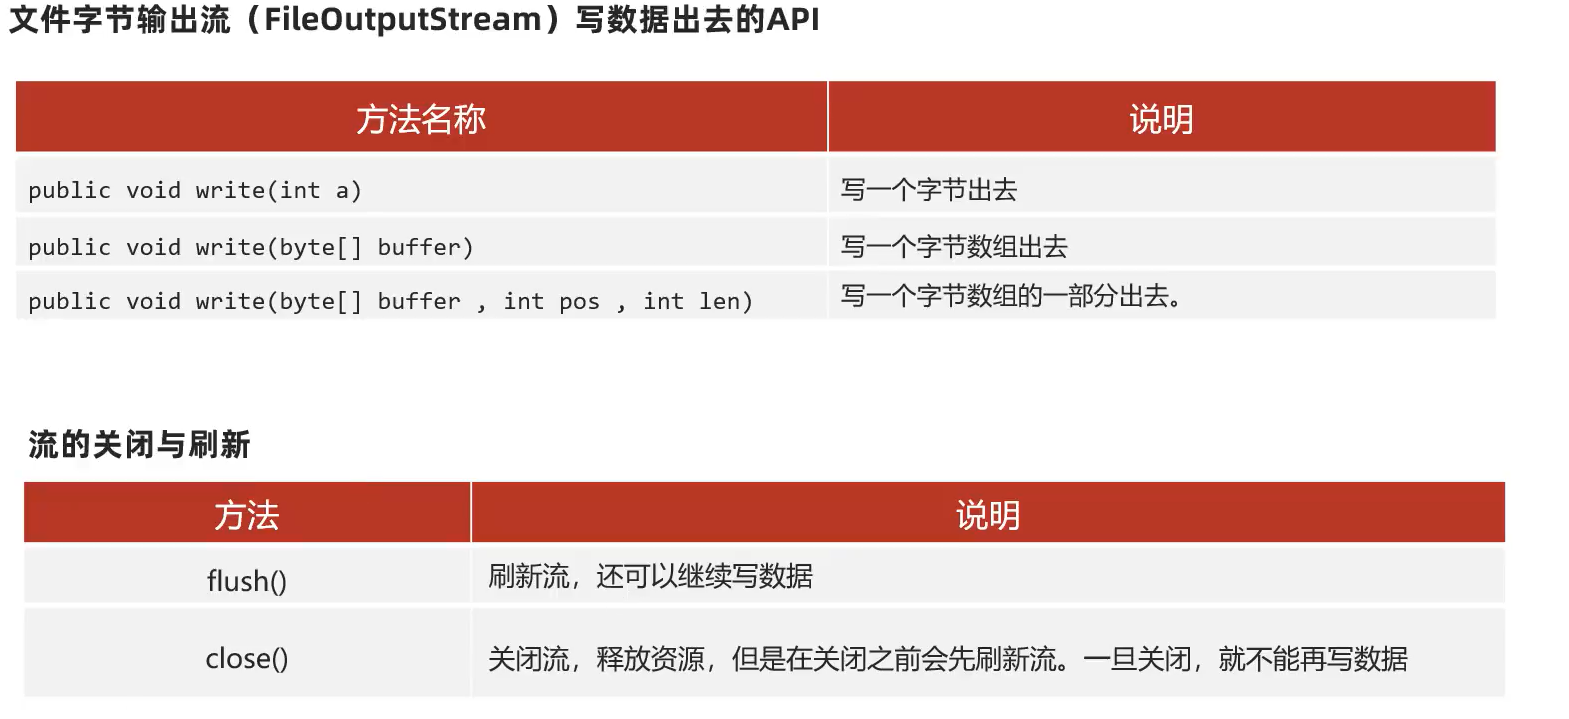 文件字节输出流（FileOutputStream）写数据出去的API
方法名称 说明
public void write(int a) 写一个字节出去
public void write(byte[] buffer) 写一个字节数组出去
public void write(byte[] buffer , int pos , int len) 写一个字节数组的一部分出去。
流的关闭与刷新
方法 说明
flush() 刷新流，还可以继续写数据
close() 关闭流，释放资源，但是在关闭之前会先刷新流。一旦关闭，就不能再写数据